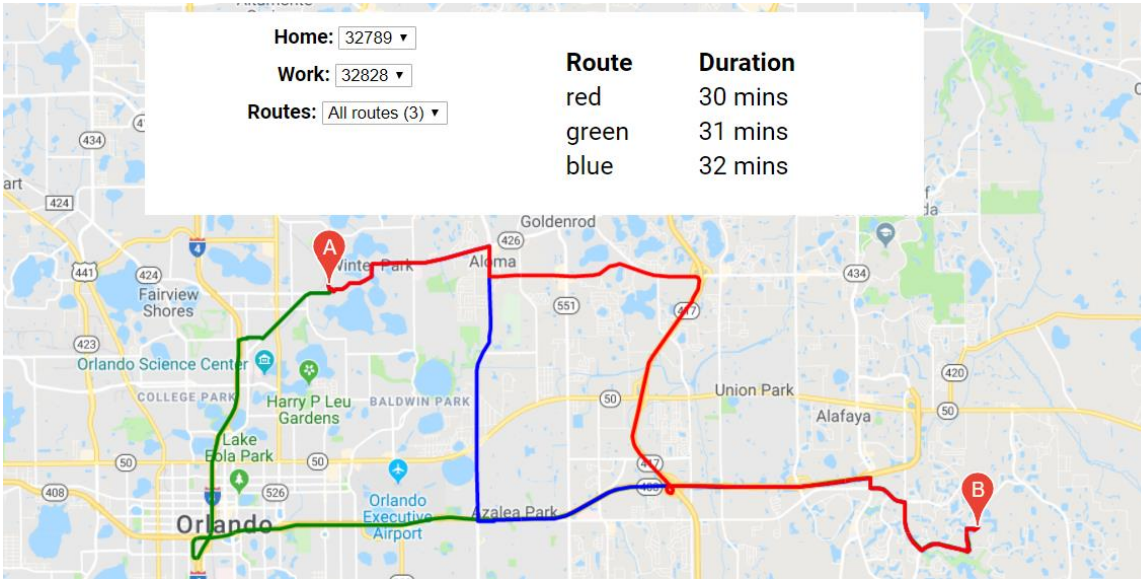 Home: 32789
Work: 32828
Routes: All routes (3)
Route Duration
red 30 mins
green 31 mins
blue 32 mins
434
art
424
Goldenrod
426
4
A
Winter Park
Aloma
441
424
434
Fairview
Shores
551
417
423
Orlando Science Center
420
COLLEGE PARK
Harry P Leu
Gardens
BALDWIN PARK
50
Union Park
Alafaya
50
Lake
Eola Park
50
50
417
408
408
526
4
Orlando
Executive
Airport
Azalea Park
B
Orlando